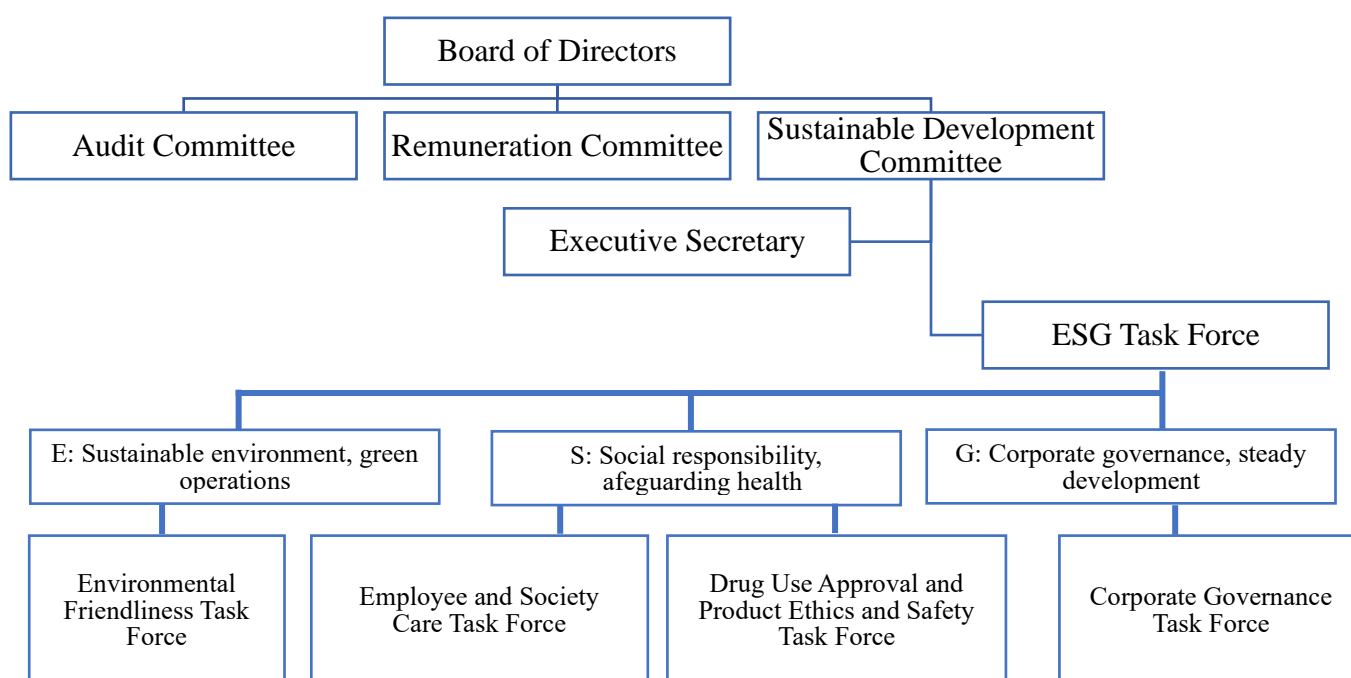 Board of Directors
Audit Committee
Remuneration Committee
Sustainable Development
Committee
Executive Secretary
ESG Task Force
E: Sustainable environment, green
operations
S: Social responsibility,
afeguarding health
G: Corporate governance, steady
development
Environmental
Friendliness Task
Force
Employee and Society
Care Task Force
Drug Use Approval and
Product Ethics and Safety
Task Force
Corporate Governance
Task Force